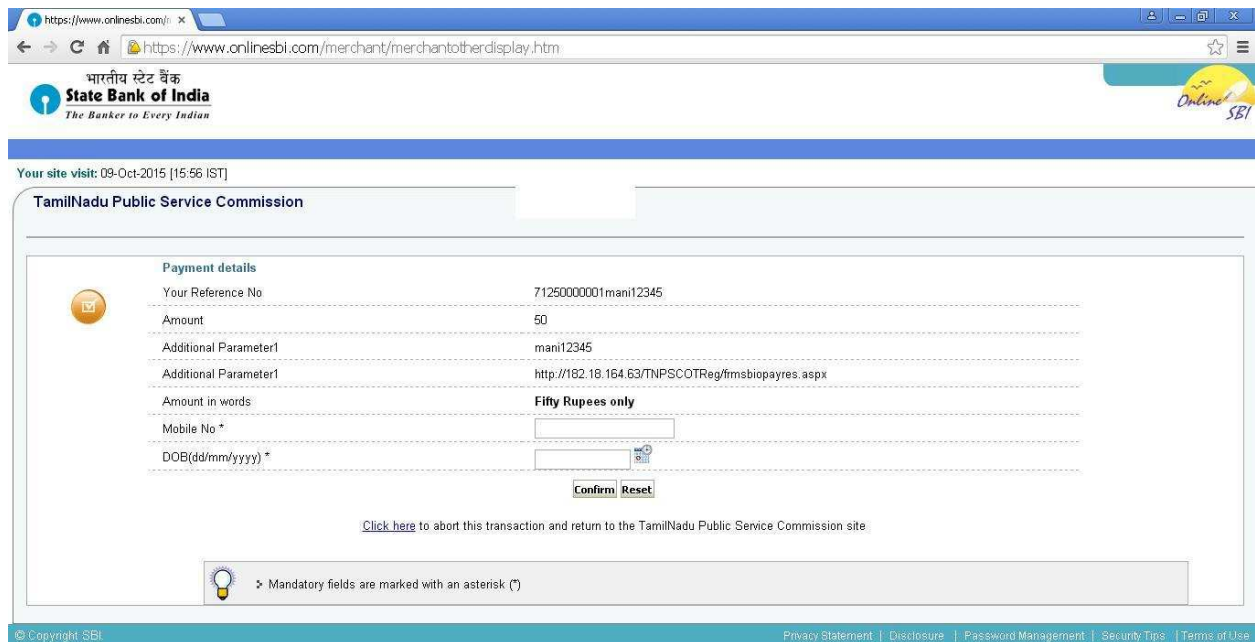 https://www.onlinesbi.com/n
https://www.onlinesbi.com/merchant/merchantotherdisplay.htm
भारतीय स्टेट बैंक
State Bank of India
The Banker to Every Indian
Online SBI
Your site visit: 09-Oct-2015 [15:56 IST]
TamilNadu Public Service Commission
Payment details
Your Reference No 71250000001mani12345
Amount 50
Additional Parameter1 mani12345
Additional Parameter1 http://182.18.164.63/TNPSCOTReg/frmsbiopayres.aspx
Amount in words Fifty Rupees only
Mobile No *
DOB(dd/mm/yyyy) *
Confirm Reset
Click here to abort this transaction and return to the TamilNadu Public Service Commission site
Mandatory fields are marked with an asterisk (*)
© Copyright SBI. Privacy Statement | Disclosure | Password Management | Security Tips | Terms of Use